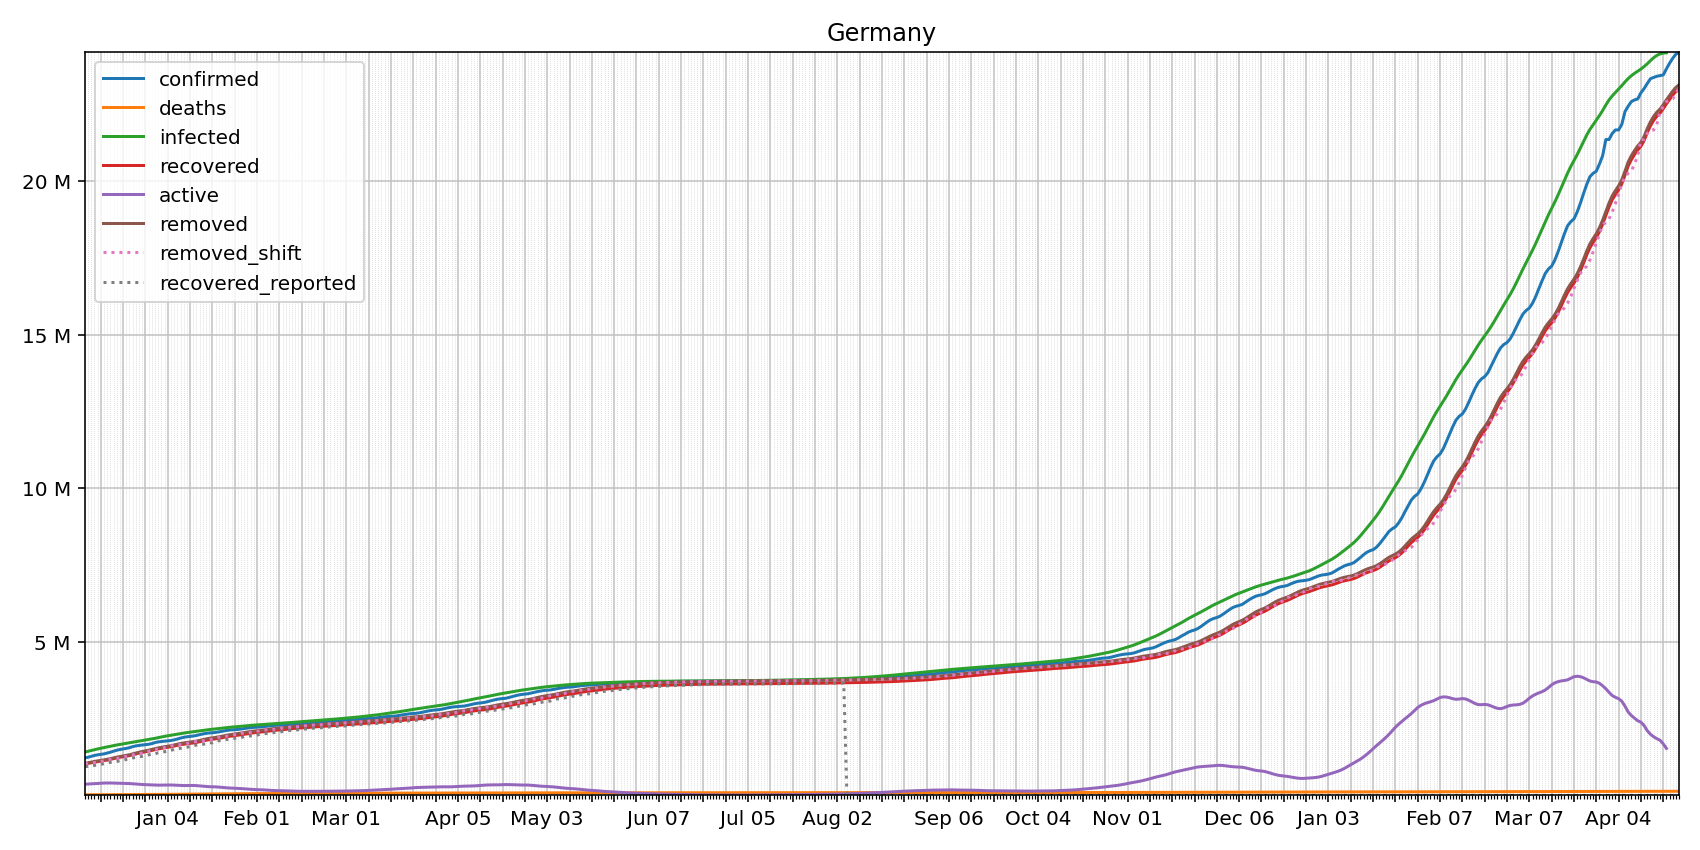 Germany
confirmed
deaths
infected
recovered
active
removed
removed_shift
recovered_reported
20 M
15 M
10 M
5 M
Jan 04 Feb 01 Mar 01 Apr 05 May 03 Jun 07 Jul 05 Aug 02 Sep 06 Oct 04 Nov 01 Dec 06 Jan 03 Feb 07 Mar 07 Apr 04